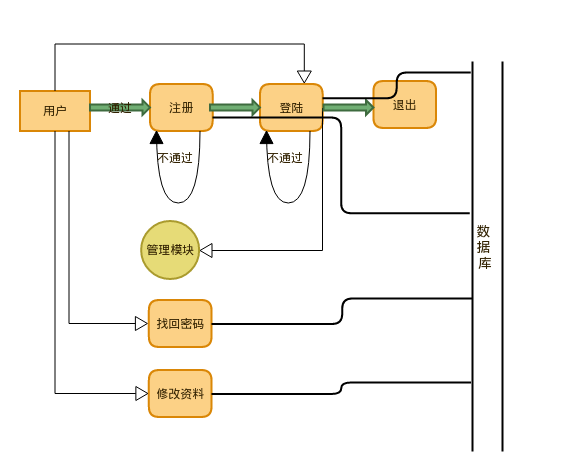 用户
通过
注册
登陆
退出
不通过
不通过
管理模块
数
据
库
找回密码
修改资料